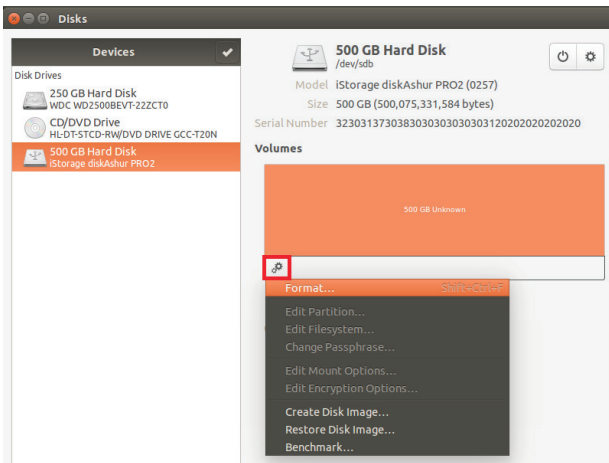 Disks
Devices
Disk Drives
250 GB Hard Disk
WDC WD2500BEVT-22ZCT0
CD/DVD Drive
HL-DT-STCD-RW/DVD DRIVE GCC-T20N
500 GB Hard Disk
iStorage diskAshur PRO2
500 GB Hard Disk
/dev/sdb
Model iStorage diskAshur PRO2 (0257)
Size 500 GB (500,075,331,584 bytes)
Serial Number 32303137303830303030303031202020202020
Volumes
500 GB Unknown
Format... Shift+Ctrl+F
Edit Partition...
Edit Filesystem...
Change Passphrase...
Edit Mount Options...
Edit Encryption Options...
Create Disk Image...
Restore Disk Image...
Benchmark...